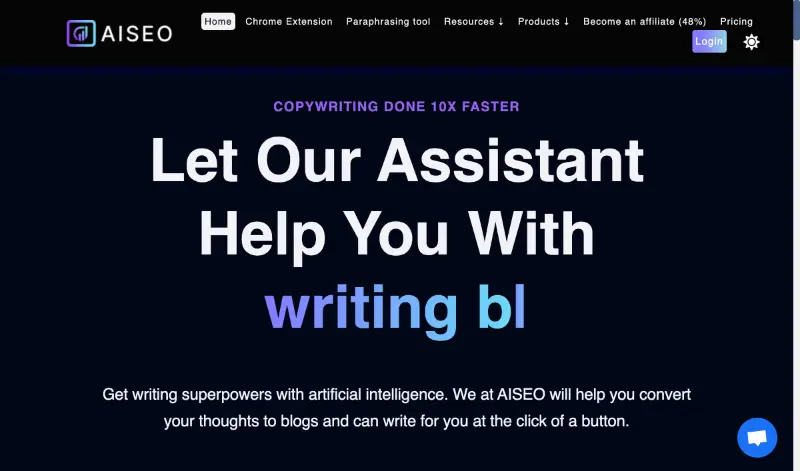 AISEO
Home Chrome Extension Paraphrasing tool Resources ↓ Products ↓ Become an affiliate (48%) Pricing
Login
COPYWRITING DONE 10X FASTER
Let Our Assistant
Help You With
writing bl
Get writing superpowers with artificial intelligence. We at AISEO will help you convert
your thoughts to blogs and can write for you at the click of a button.